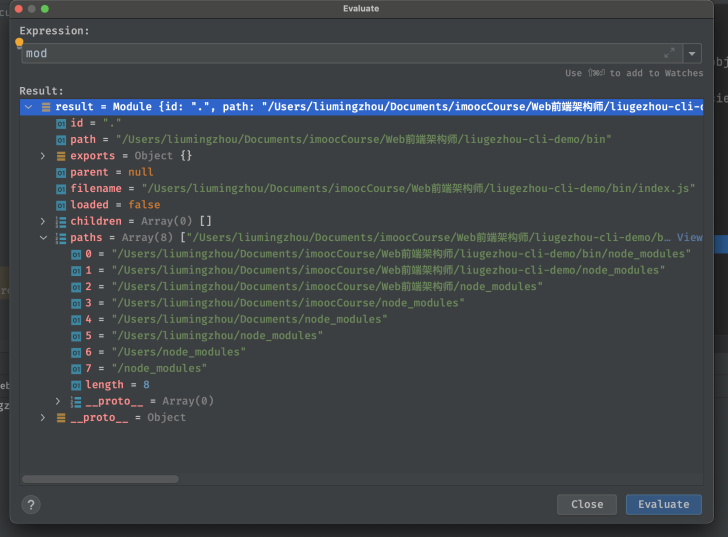 Evaluate
Expression:
mod
Use ⇧⌘⏎ to add to Watches
Result:
result = Module {id: ".", path: "/Users/liumingzhou/Documents/imoocCourse/Web前端架构师/liugezhou-cli-d
id = "."
path = "/Users/liumingzhou/Documents/imoocCourse/Web前端架构师/liugezhou-cli-demo/bin"
exports = Object {}
parent = null
filename = "/Users/liumingzhou/Documents/imoocCourse/Web前端架构师/liugezhou-cli-demo/bin/index.js"
loaded = false
children = Array(0) []
paths = Array(8) ["/Users/liumingzhou/Documents/imoocCourse/Web前端架构师/liugezhou-cli-demo/b... View
0 = "/Users/liumingzhou/Documents/imoocCourse/Web前端架构师/liugezhou-cli-demo/bin/node_modules"
1 = "/Users/liumingzhou/Documents/imoocCourse/Web前端架构师/liugezhou-cli-demo/node_modules"
2 = "/Users/liumingzhou/Documents/imoocCourse/Web前端架构师/node_modules"
3 = "/Users/liumingzhou/Documents/imoocCourse/node_modules"
4 = "/Users/liumingzhou/Documents/node_modules"
5 = "/Users/liumingzhou/node_modules"
6 = "/Users/node_modules"
7 = "/node_modules"
length = 8
__proto__ = Array(0)
__proto__ = Object
?
Close
Evaluate